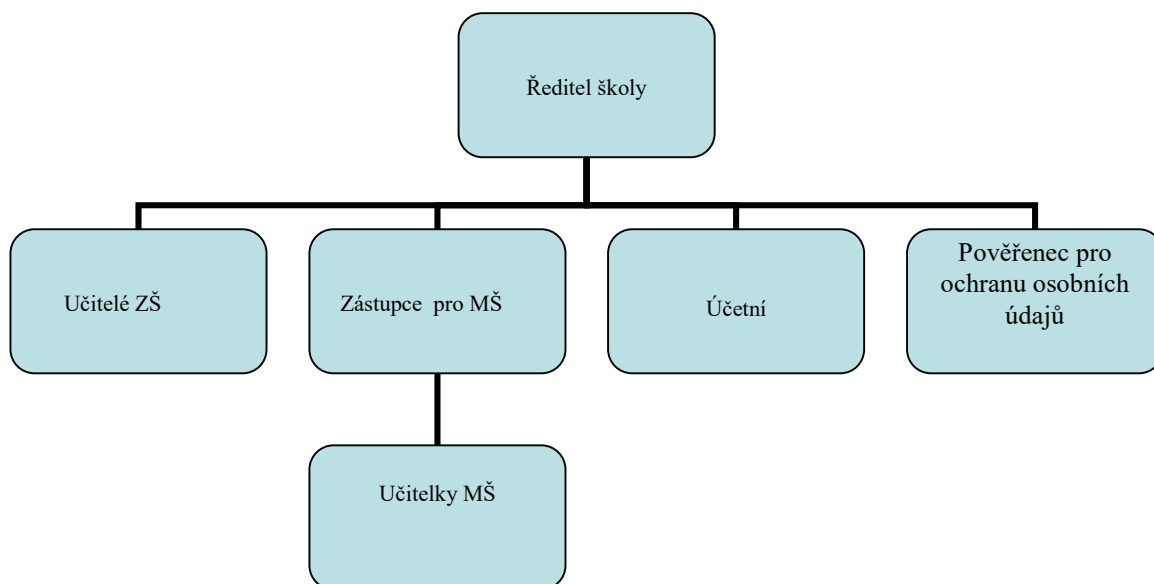 Ředitel školy
Učitelé ZŠ
Zástupce pro MŠ
Účetní
Pověřenec pro
ochranu osobních
údajů
Učitelky MŠ